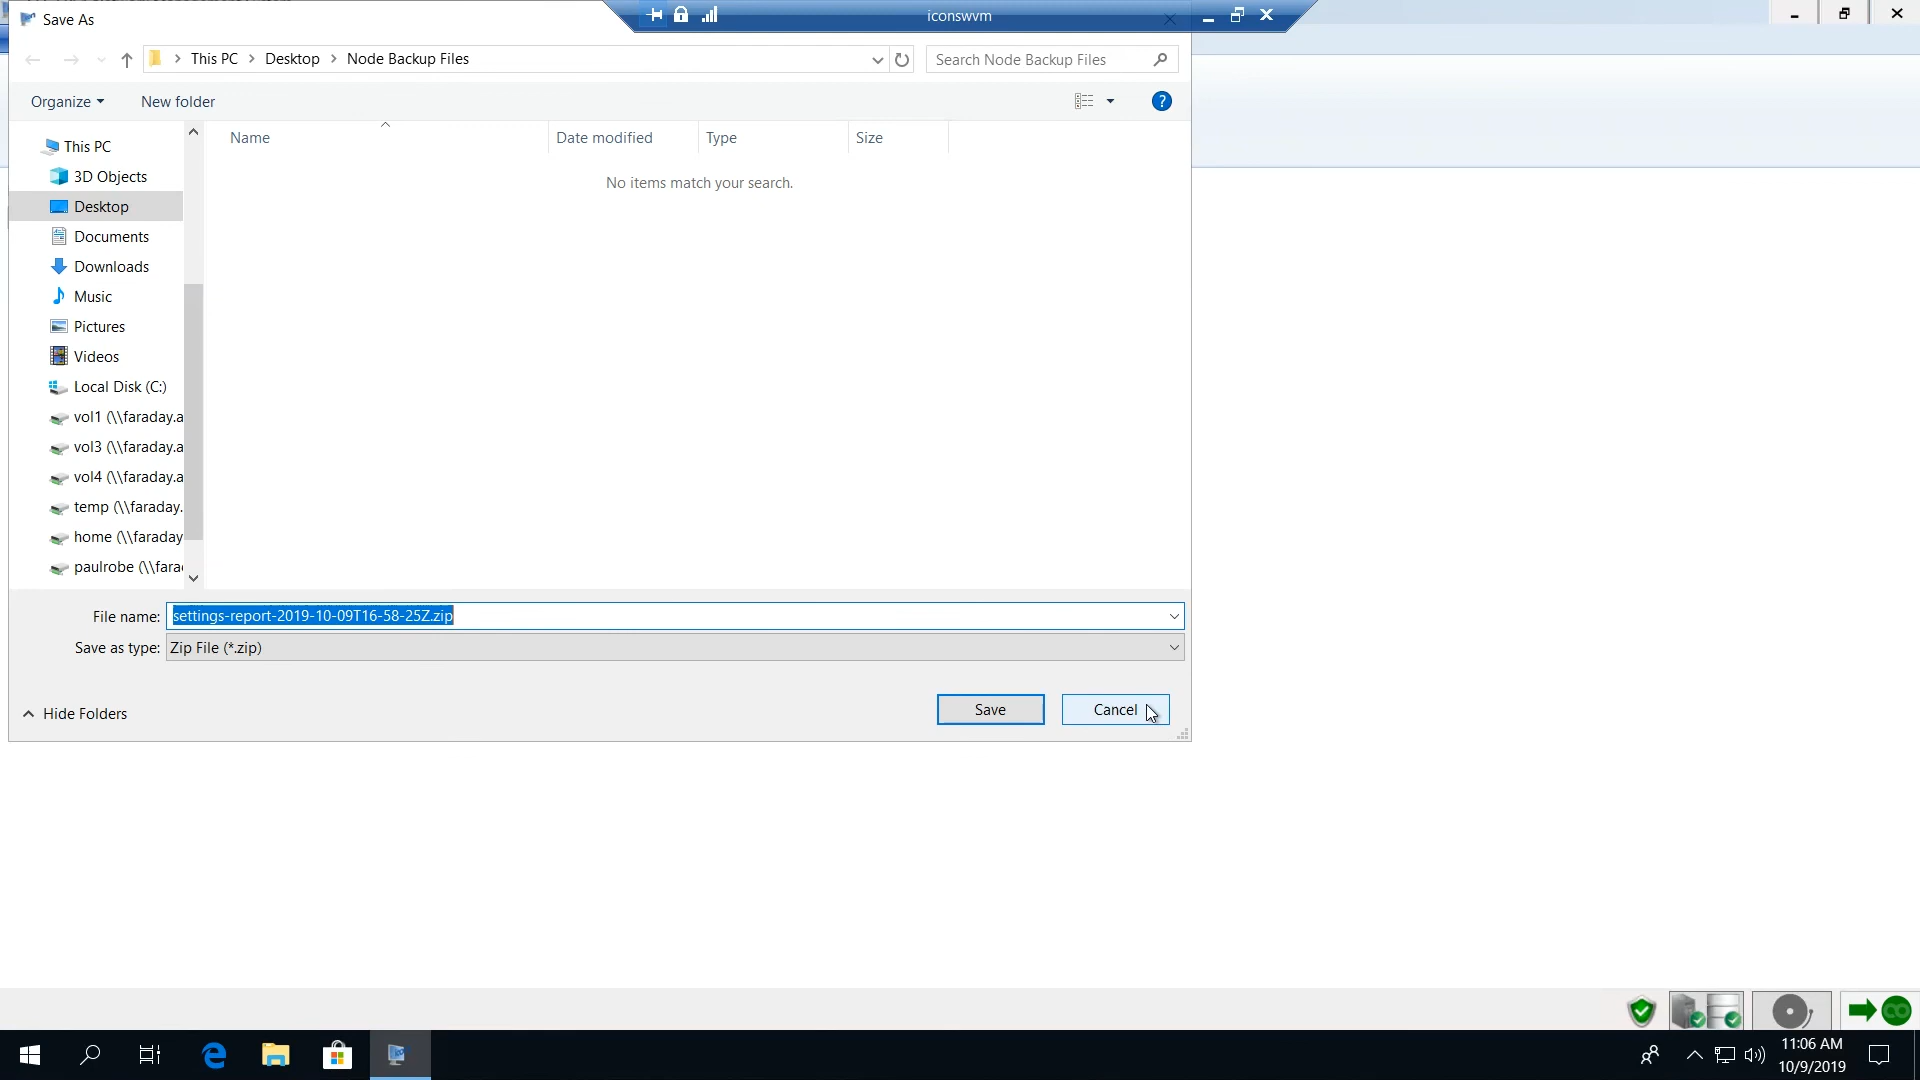 Save As
iconswvm
This PC > Desktop > Node Backup Files
Search Node Backup Files
Organize
New folder
?
This PC
3D Objects
Desktop
Documents
Downloads
Music
Pictures
Videos
Local Disk (C:)
vol1 (\\faraday.a
vol3 (\\faraday.a
vol4 (\\faraday.a
temp (\\faraday.
home (\\faraday
paulrobe (\\fara
Name
Date modified
Type
Size
No items match your search.
File name: settings-report-2019-10-09T16-58-25Z.zip
Save as type: Zip File (*.zip)
Hide Folders
Save
Cancel
11:06 AM
10/9/2019